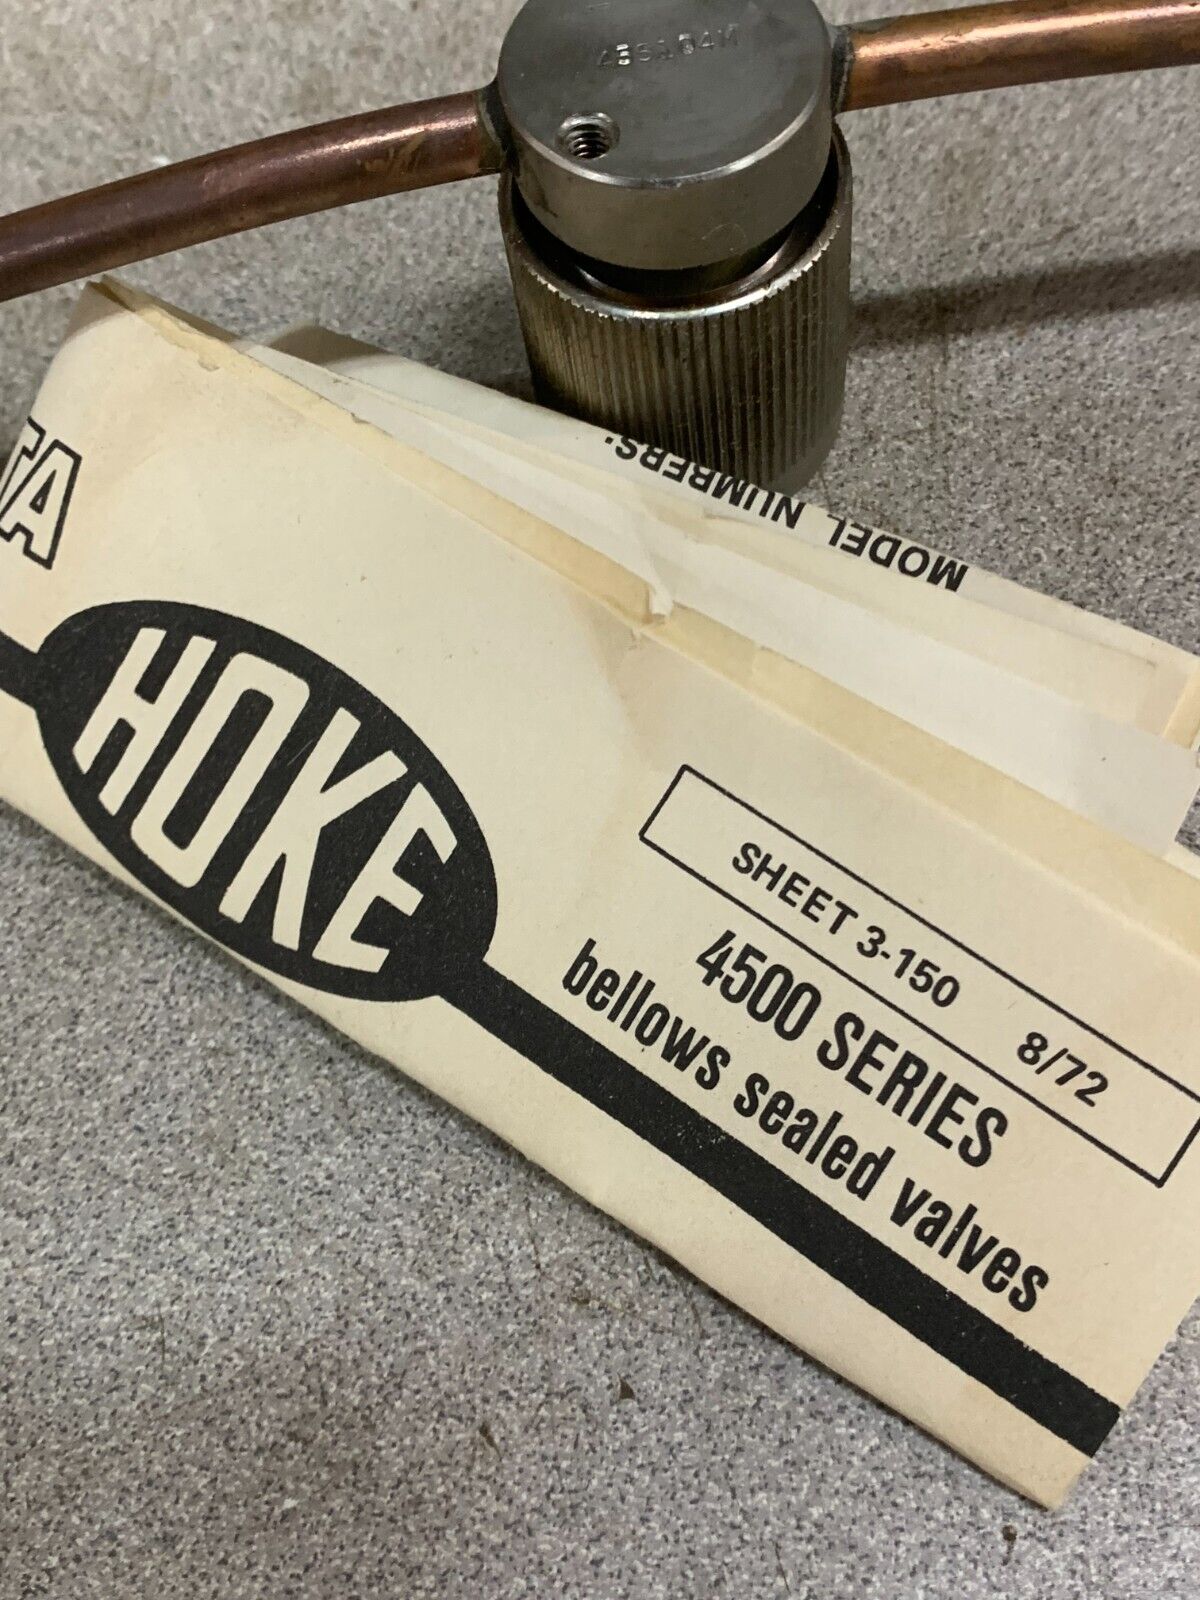 MODEL NUMBERS:
TA
HOKE
SHEET 3-150 8/72
4500 SERIES
bellows sealed valves